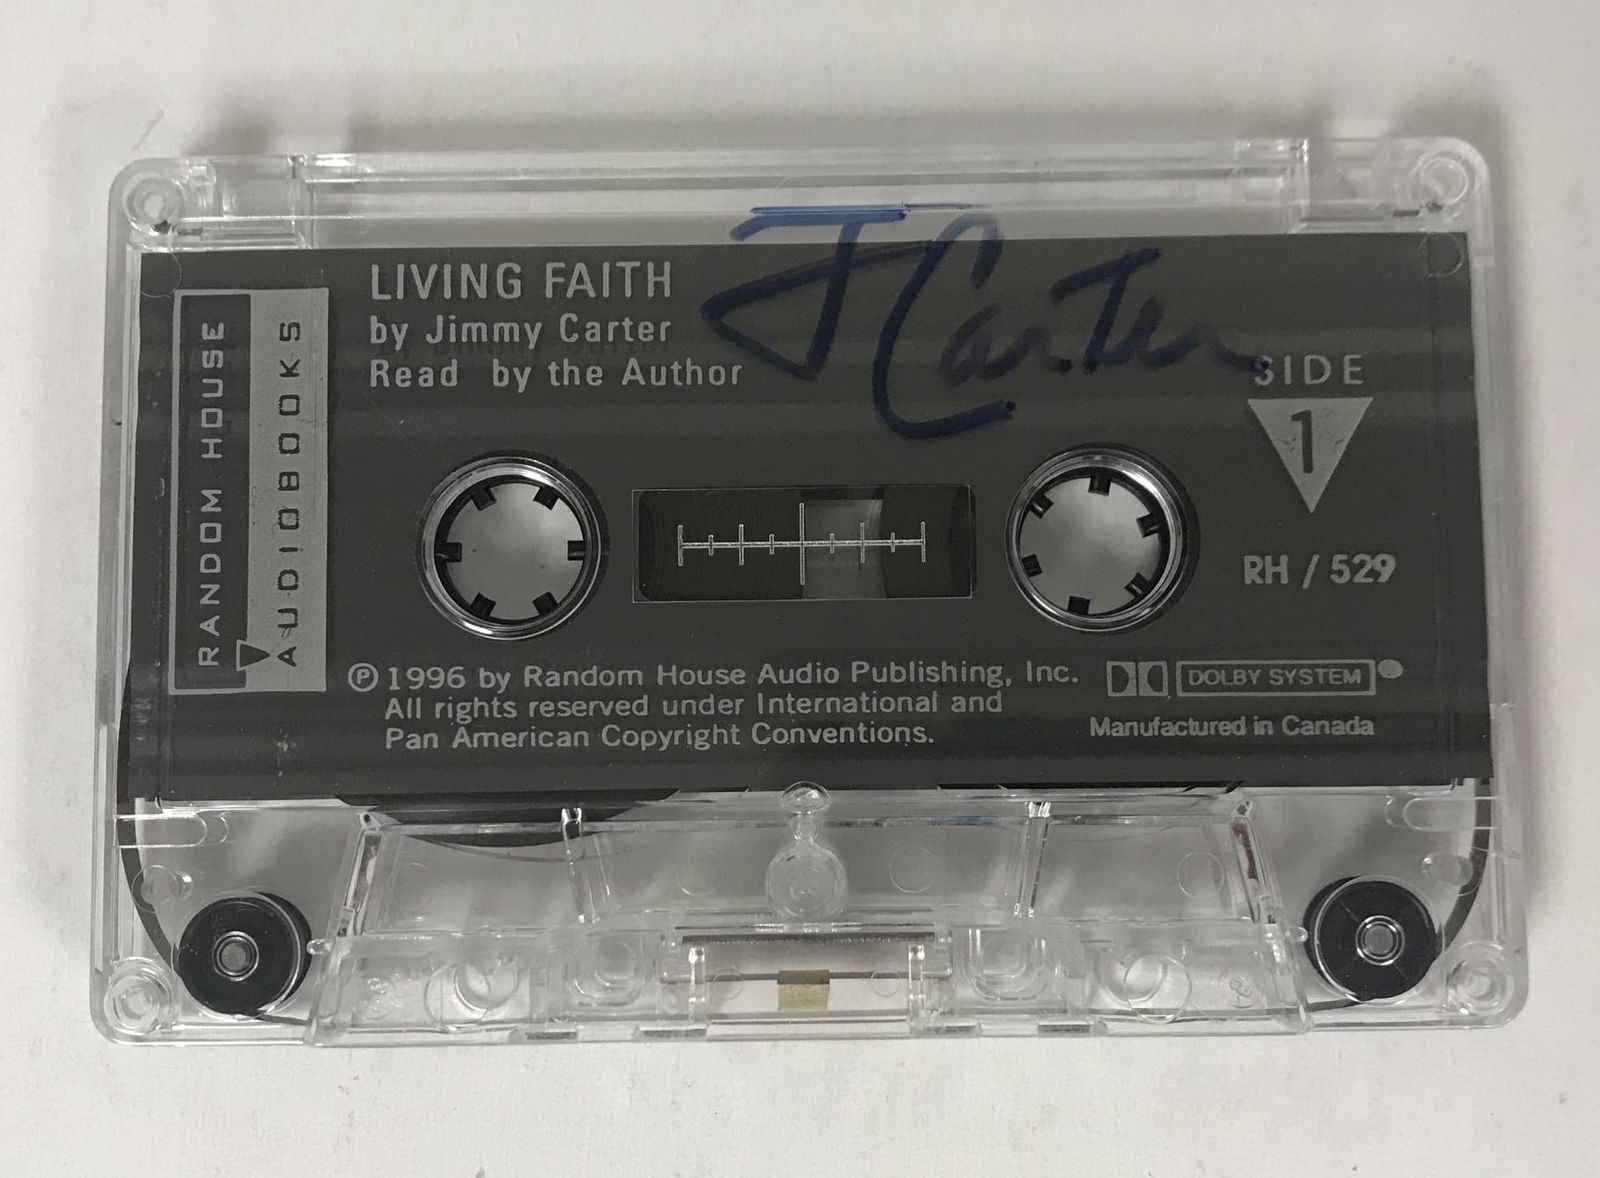 RANDOM HOUSE
AUDIOBOOKS
LIVING FAITH
by Jimmy Carter
Read by the Author
J Carter
SIDE
1
RH / 529
℗ 1996 by Random House Audio Publishing, Inc.
All rights reserved under International and
Pan American Copyright Conventions.
DOLBY SYSTEM
Manufactured in Canada